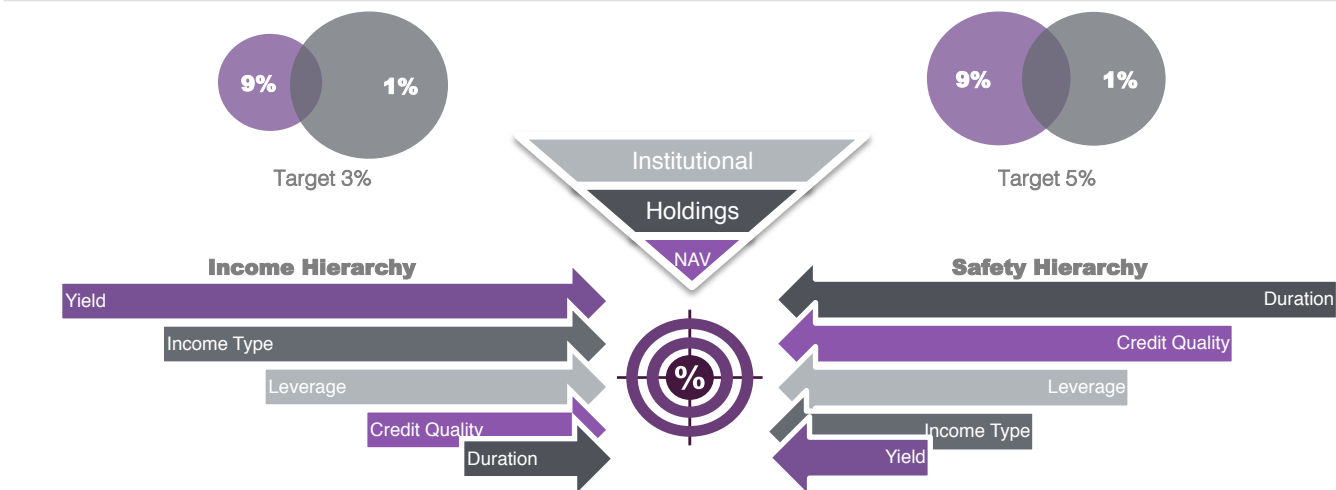 9%
1%
Target 3%
9%
1%
Target 5%
Institutional
Holdings
NAV
Income Hierarchy
Yield
Income Type
Leverage
Credit Quality
Duration
%
Safety Hierarchy
Duration
Credit Quality
Leverage
Income Type
Yield